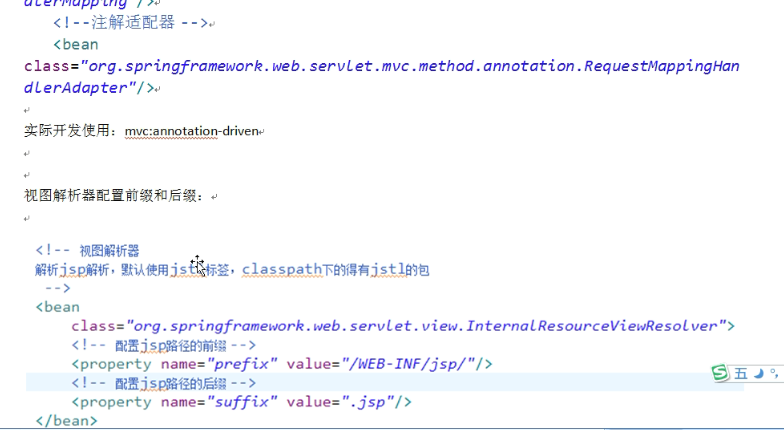 dlerMapping"/>
<!--注解适配器 -->
<bean
class="org.springframework.web.servlet.mvc.method.annotation.RequestMappingHan
dlerAdapter"/>
实际开发使用：mvc:annotation-driven
视图解析器配置前缀和后缀：
<!-- 视图解析器
解析jsp解析，默认使用jstl标签，classpath下的得有jstl的包
-->
<bean
class="org.springframework.web.servlet.view.InternalResourceViewResolver">
<!-- 配置jsp路径的前缀 -->
<property name="prefix" value="/WEB-INF/jsp/"/>
<!-- 配置jsp路径的后缀 -->
<property name="suffix" value=".jsp"/>
</bean>
五